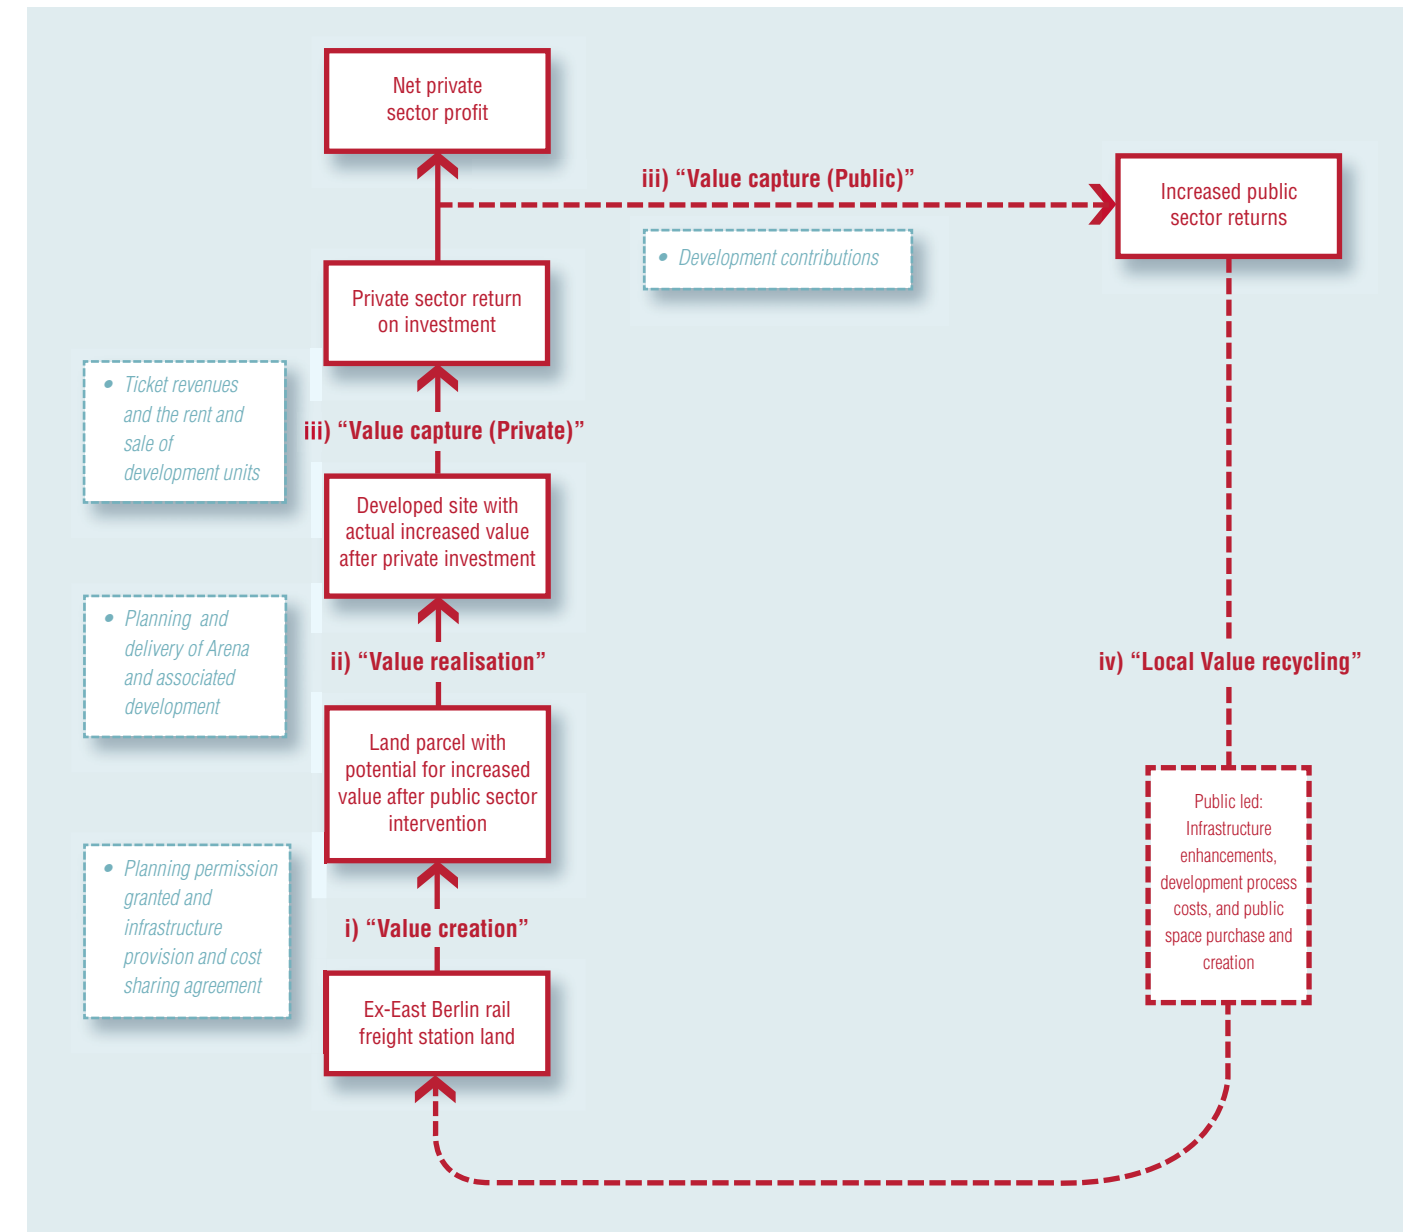 Net private
sector profit
iii) “Value capture (Public)”
Increased public
sector returns
• Development contributions
Private sector return
on investment
• Ticket revenues
and the rent and
sale of
development units
iii) “Value capture (Private)”
Developed site with
actual increased value
after private investment
• Planning and
delivery of Arena
and associated
development
ii) “Value realisation”
iv) “Local Value recycling”
Land parcel with
potential for increased
value after public sector
intervention
Public led:
Infrastructure
enhancements,
development process
costs, and public
space purchase and
creation
• Planning permission
granted and
infrastructure
provision and cost
sharing agreement
i) “Value creation”
Ex-East Berlin rail
freight station land